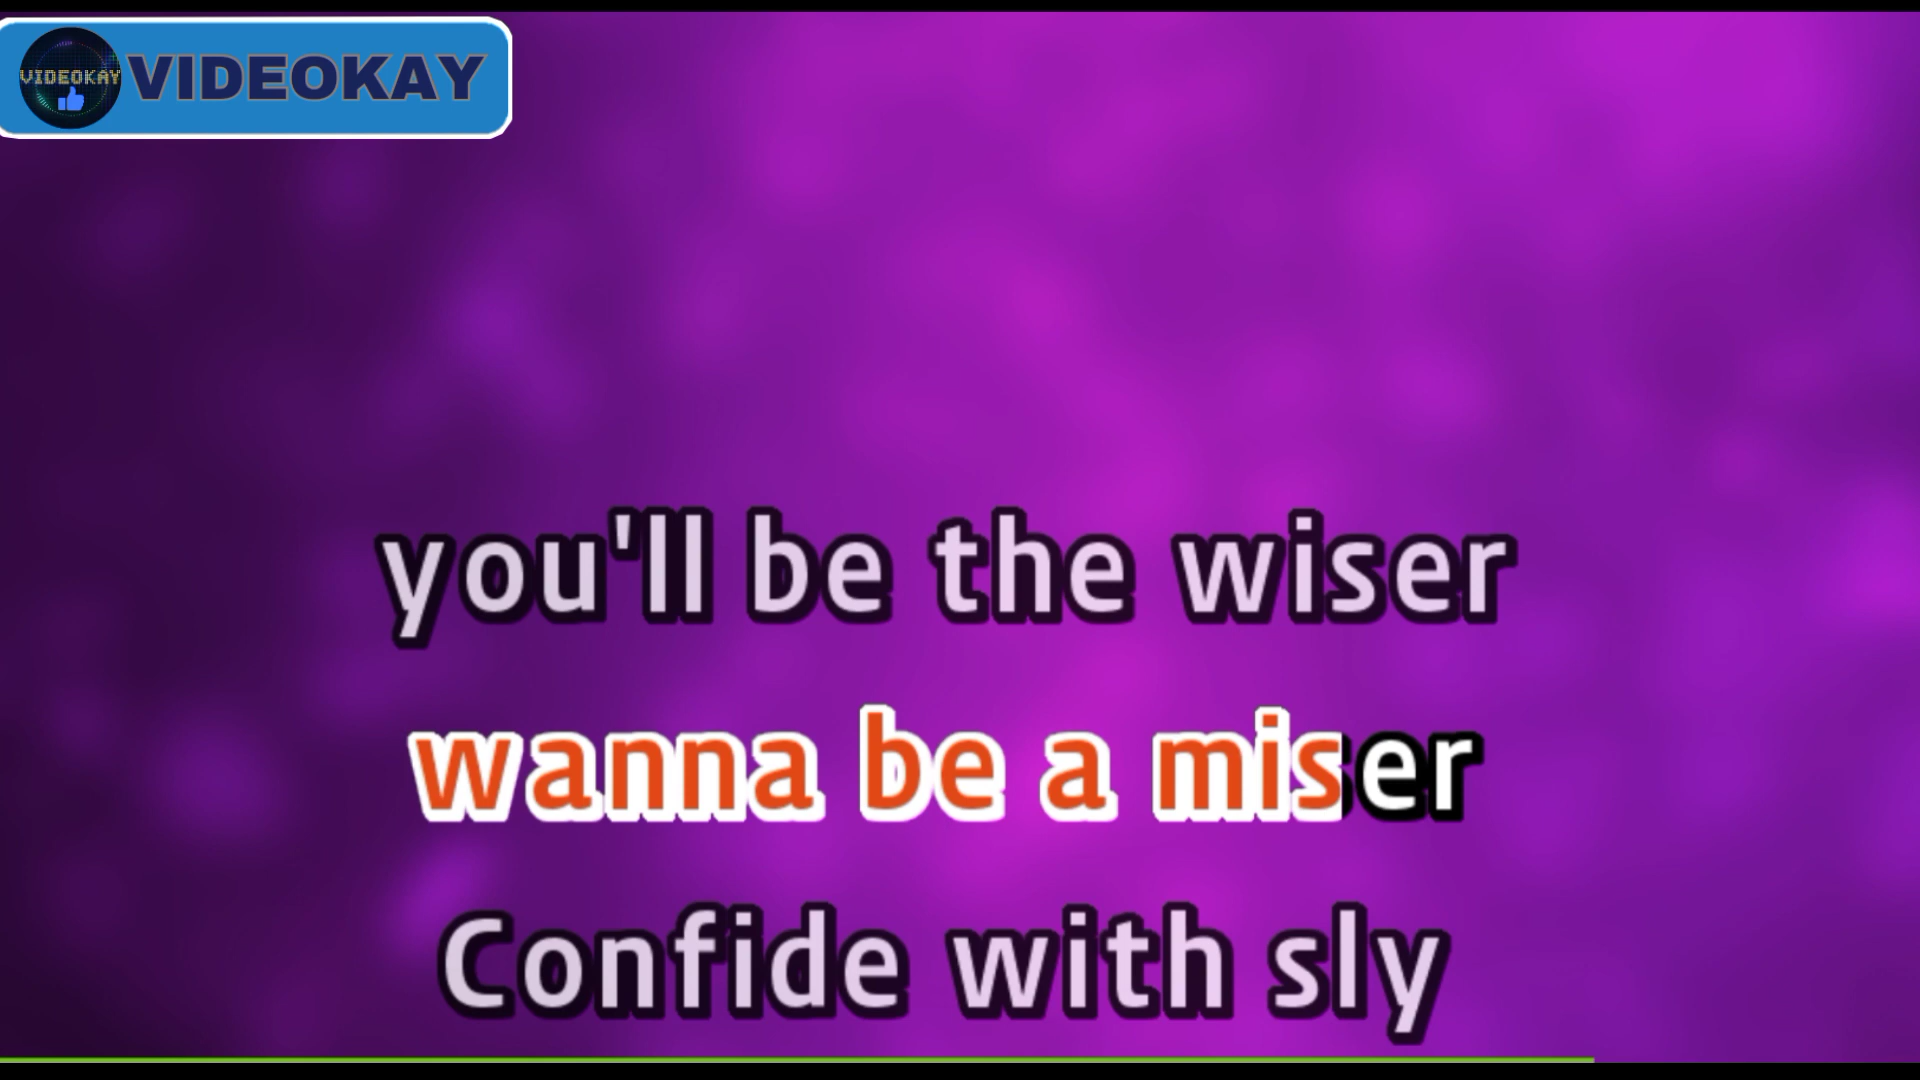 VIDEOKAY VIDEOKAY
you'll be the wiser
wanna be a miser
Confide with sly